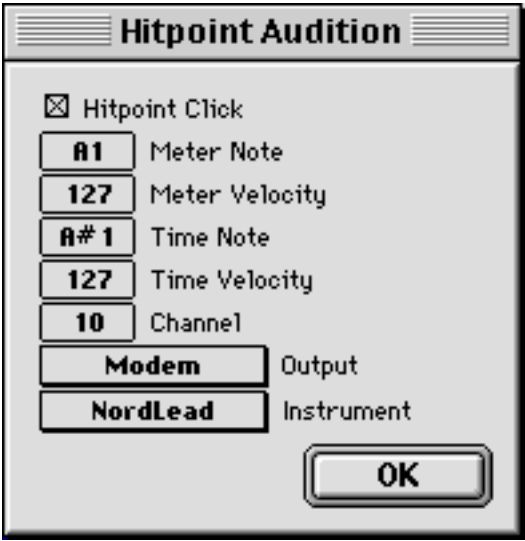 Hitpoint Audition
Hitpoint Click
A1 Meter Note
127 Meter Velocity
A#1 Time Note
127 Time Velocity
10 Channel
Modem Output
NordLead Instrument
OK